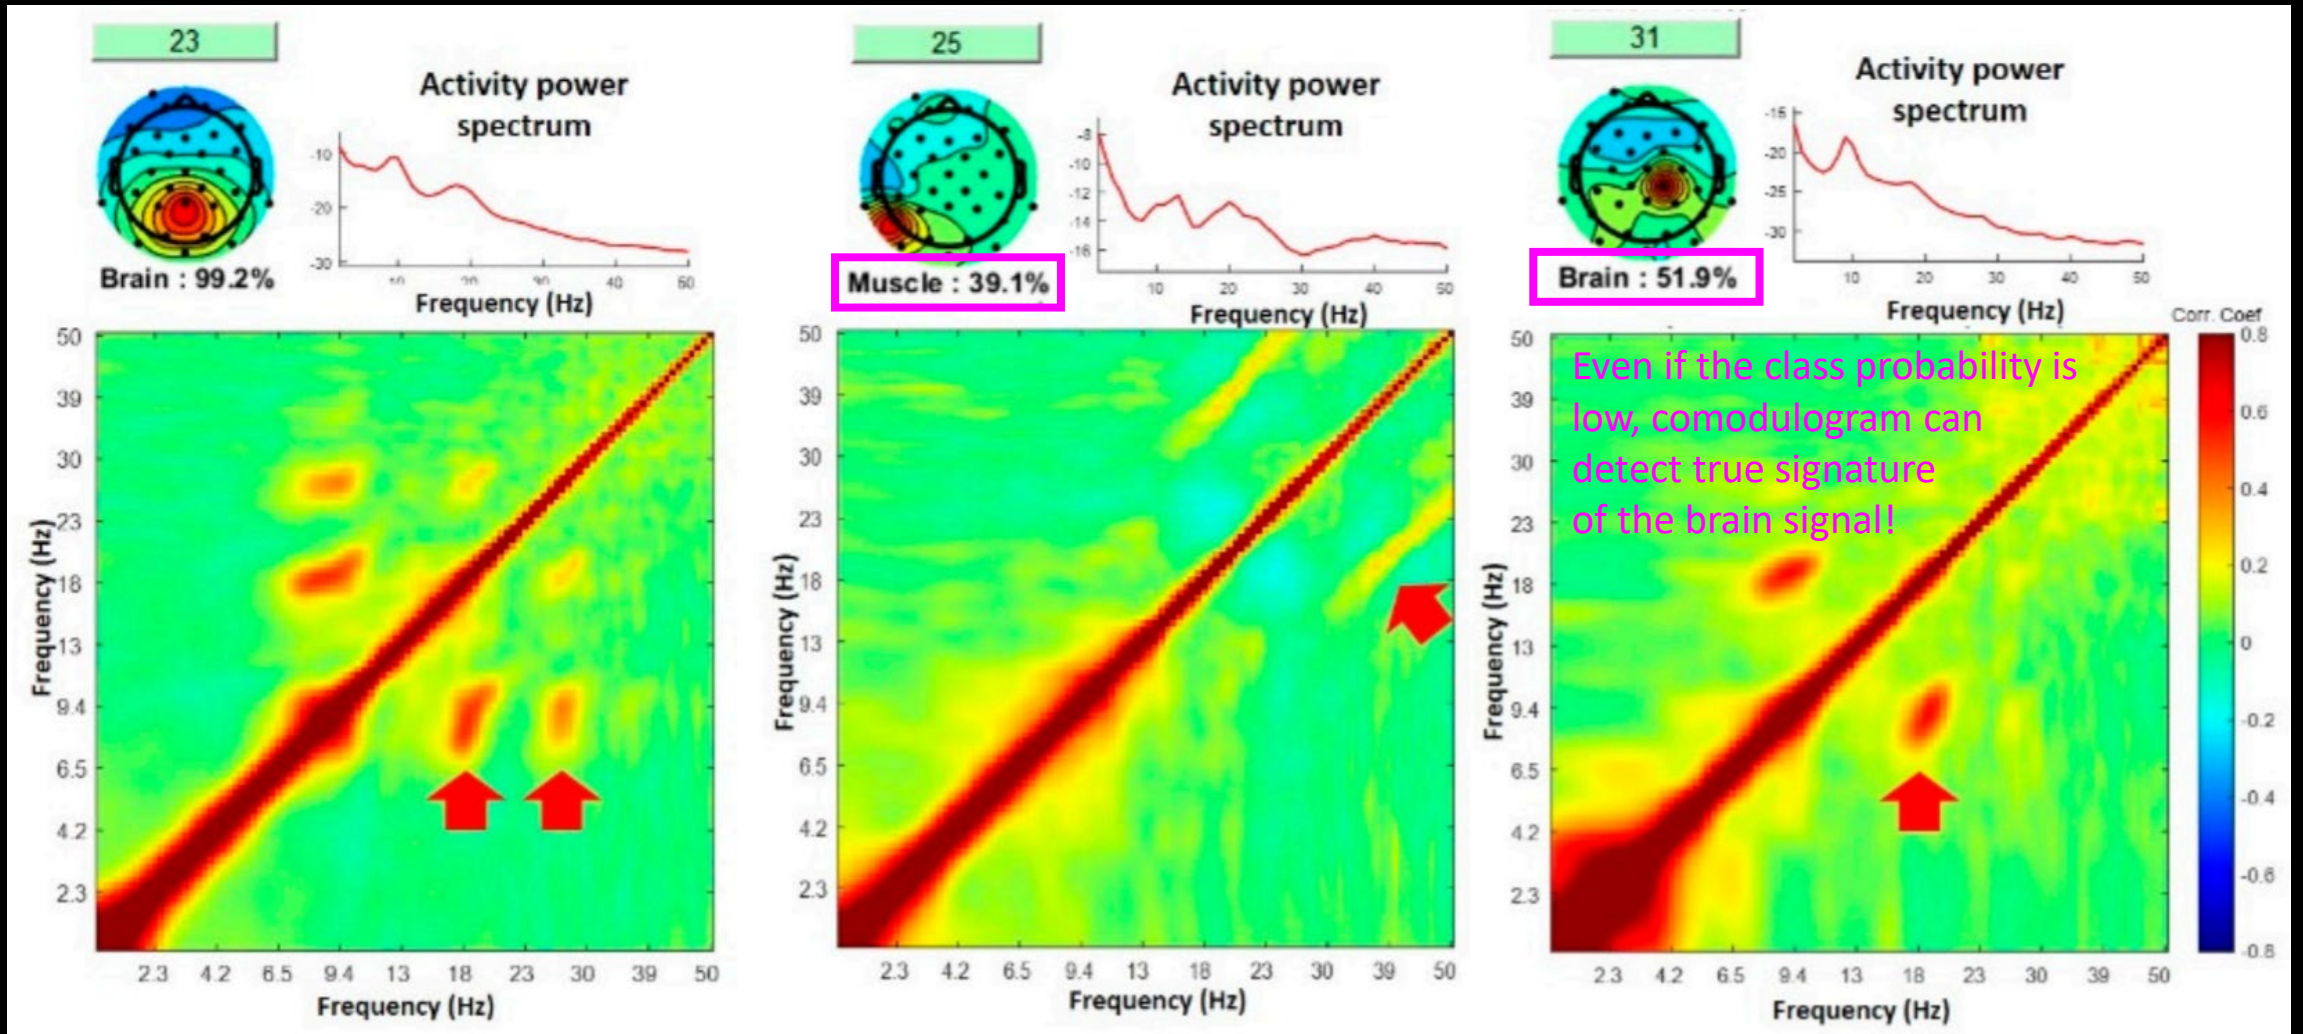 23
Activity power
spectrum
-10
-20
-30
10
20
30
40
50
Brain : 99.2%
Frequency (Hz)
25
Activity power
spectrum
-8
-10
-12
-14
-16
10
20
30
40
50
Muscle : 39.1%
Frequency (Hz)
31
Activity power
spectrum
-15
-20
-25
-30
10
20
30
40
50
Brain : 51.9%
Frequency (Hz)
50
39
30
23
18
13
9.4
6.5
4.2
2.3
Frequency (Hz)
2.3 4.2 6.5 9.4 13 18 23 30 39 50
Frequency (Hz)
50
39
30
23
18
13
9.4
6.5
4.2
2.3
Frequency (Hz)
2.3 4.2 6.5 9.4 13 18 23 30 39 50
Frequency (Hz)
Even if the class probability is
low, comodulogram can
detect true signature
of the brain signal!
50
39
30
23
18
13
9.4
6.5
4.2
2.3
Frequency (Hz)
2.3 4.2 6.5 9.4 13 18 23 30 39 50
Frequency (Hz)
Corr. Coef
0.8
0.6
0.4
0.2
0
-0.2
-0.4
-0.6
-0.8